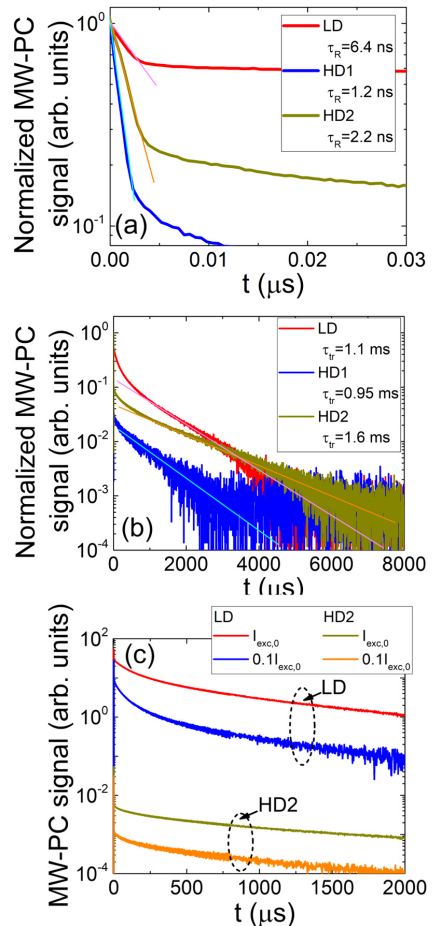 Normalized MW-PC
signal (arb. units)
10⁰
10⁻¹
LD
τR=6.4 ns
HD1
τR=1.2 ns
HD2
τR=2.2 ns
(a)
0.00 0.01 0.02 0.03
t (μs)
Normalized MW-PC
signal (arb. units)
10⁰
10⁻¹
10⁻²
10⁻³
10⁻⁴
LD
τtr=1.1 ms
HD1
τtr=0.95 ms
HD2
τtr=1.6 ms
(b)
0 2000 4000 6000 8000
t (μs)
MW-PC signal (arb. units)
10²
10⁰
10⁻²
10⁻⁴
(c)
LD HD2
Iexc,0 Iexc,0
0.1Iexc,0 0.1Iexc,0
LD
HD2
0 500 1000 1500 2000
t (μs)